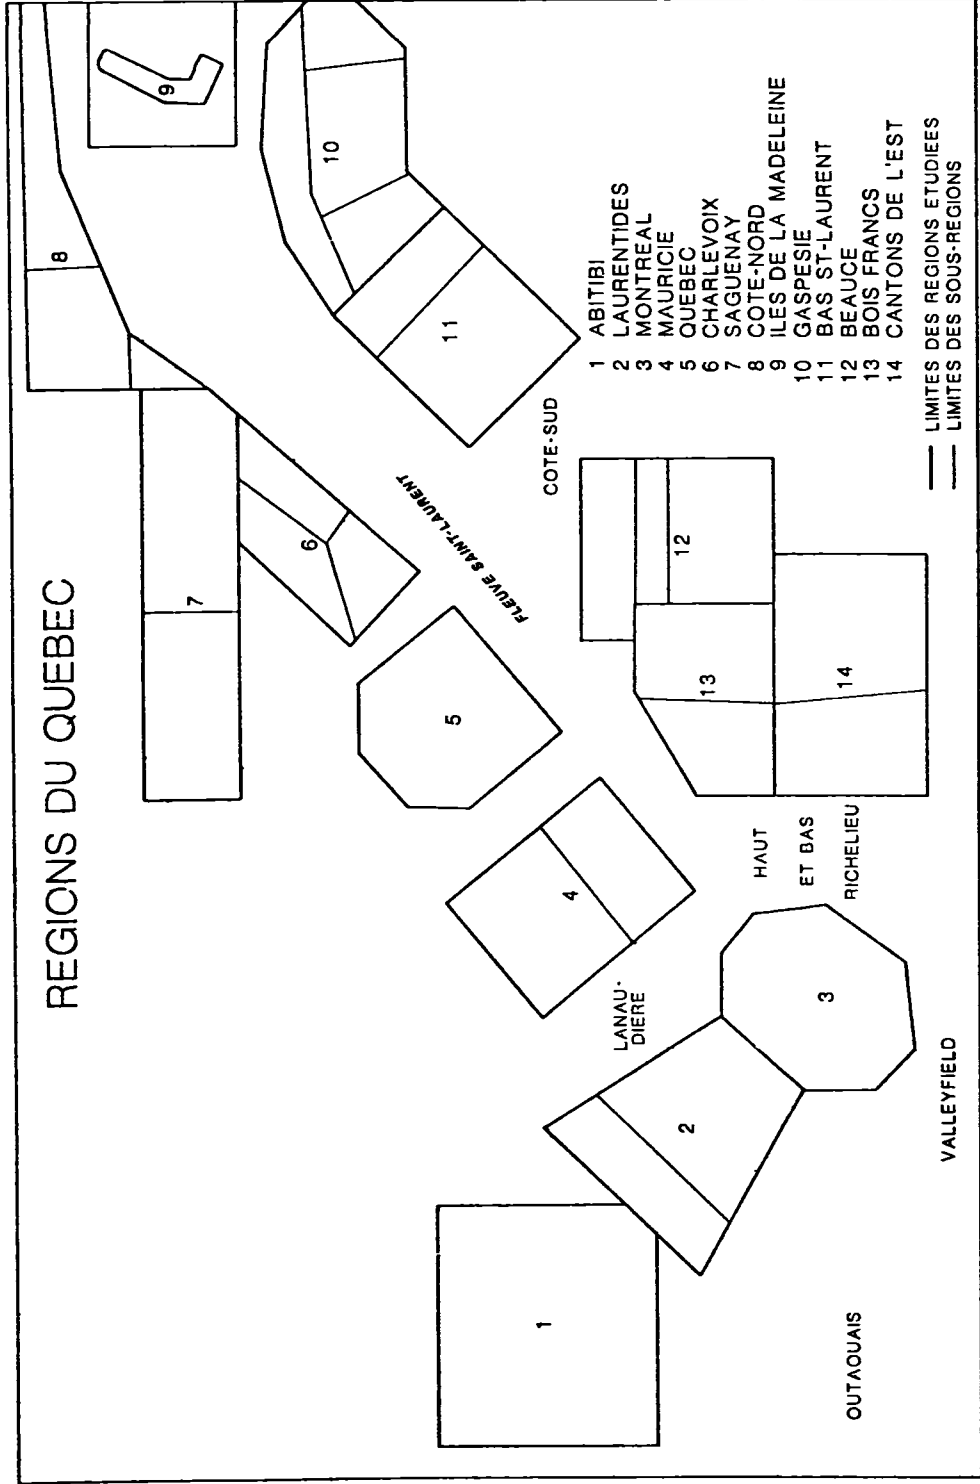 REGIONS DU QUEBEC
8
9
7
10
6
11
FLEUVE SAINT-LAURENT
5
COTE-SUD
4
12
13
14
LANAU-
DIERE
HAUT
ET BAS
RICHELIEU
2
3
1
OUTAOUAIS
VALLEYFIELD
1 ABITIBI
2 LAURENTIDES
3 MONTREAL
4 MAURICIE
5 QUEBEC
6 CHARLEVOIX
7 SAGUENAY
8 COTE-NORD
9 ILES DE LA MADELEINE
10 GASPESIE
11 BAS ST-LAURENT
12 BEAUCE
13 BOIS FRANCS
14 CANTONS DE L'EST
LIMITES DES REGIONS ETUDIEES
LIMITES DES SOUS-REGIONS